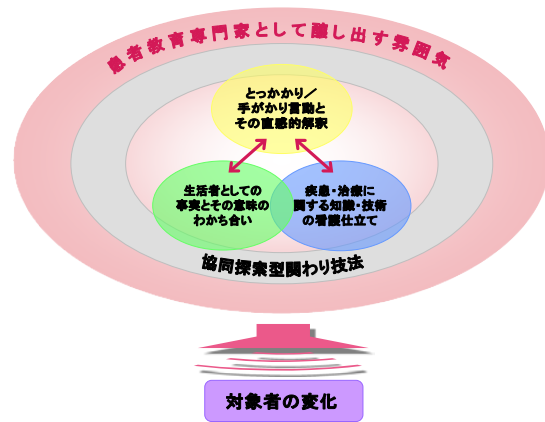 患者教育専門家として醸し出す雰囲気
とっかかり／
手がかり言動と
その直感的解釈
生活者としての
事実とその意味の
わかち合い
疾患・治療に
関する知識・技術
の看護仕立て
協同探索型関わり技法
対象者の変化